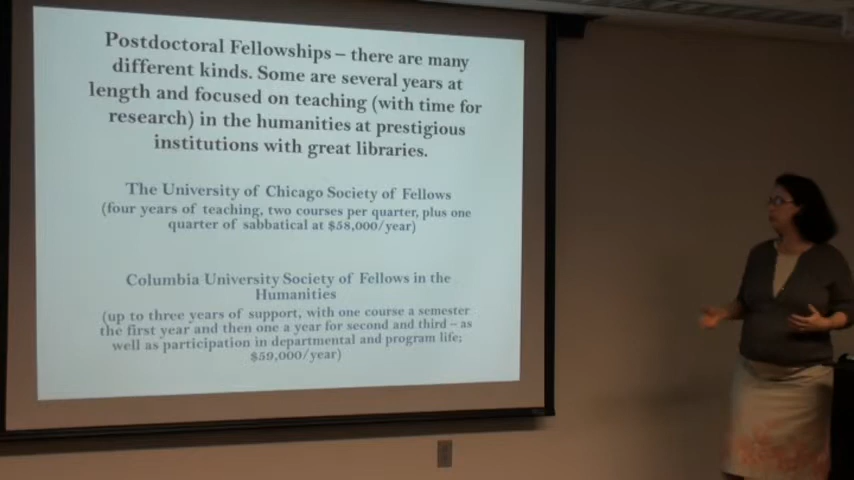 Postdoctoral Fellowships – there are many
different kinds. Some are several years at
length and focused on teaching (with time for
research) in the humanities at prestigious
institutions with great libraries.
The University of Chicago Society of Fellows
(four years of teaching, two courses per quarter, plus one
quarter of sabbatical at $58,000/year)
Columbia University Society of Fellows in the
Humanities
(up to three years of support, with one course a semester
the first year and then one a year for second and third – as
well as participation in departmental and program life;
$59,000/year)